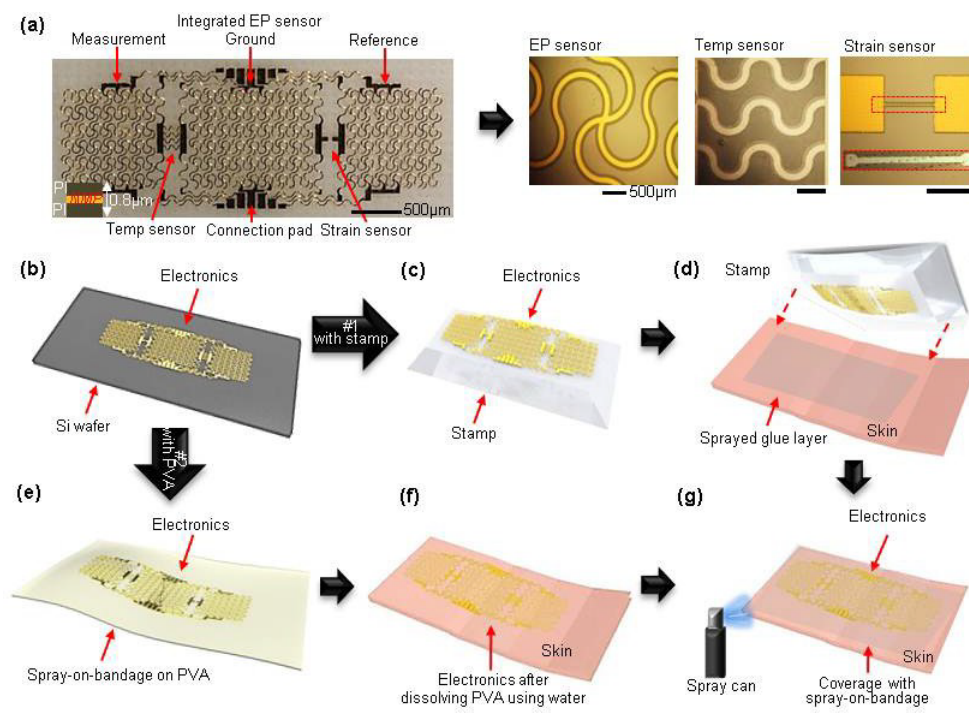 (a)
Integrated EP sensor
Measurement
Ground
Reference
PI
0.8μm
PI
500μm
Temp sensor
Connection pad
Strain sensor
EP sensor
Temp sensor
Strain sensor
500μm
(b)
Electronics
Si wafer
#1
with stamp
(c)
Electronics
Stamp
(d)
Stamp
Sprayed glue layer
Skin
#2
with PVA
(e)
Electronics
Spray-on-bandage on PVA
(f)
Skin
Electronics after
dissolving PVA using water
(g)
Electronics
Skin
Spray can
Coverage with
spray-on-bandage